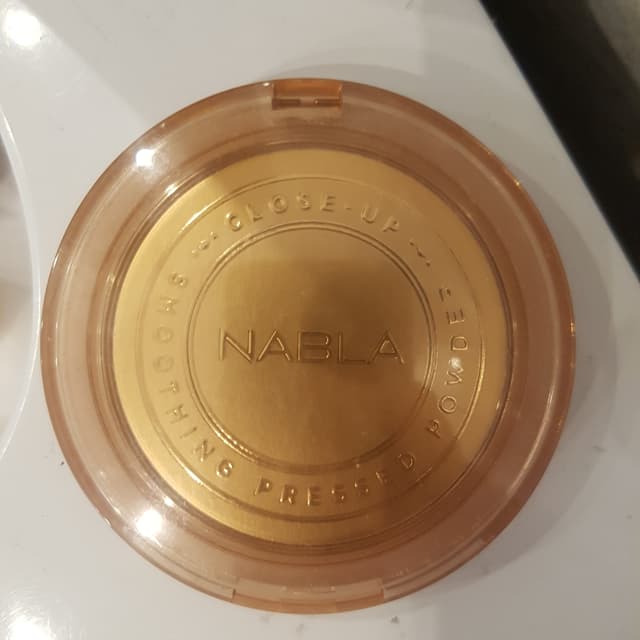 CLOSE-UP
NABLA
SMOOTHING PRESSED POWDER